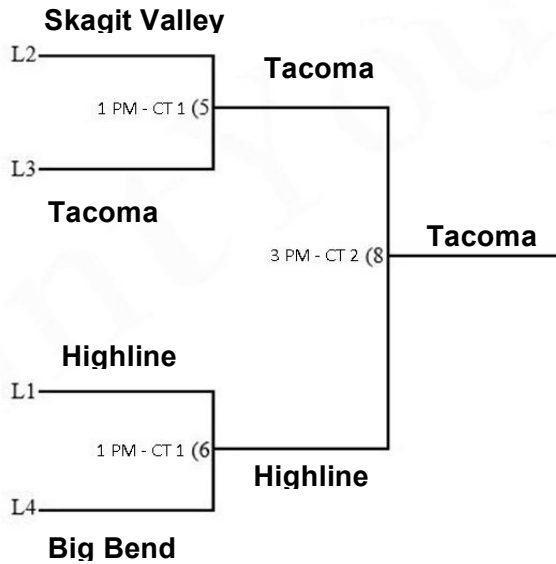 Skagit Valley
L2
Tacoma
1 PM - CT 1 (5
L3
Tacoma
3 PM - CT 2 (8
Tacoma
Highline
L1
1 PM - CT 1 (6
Highline
L4
Big Bend